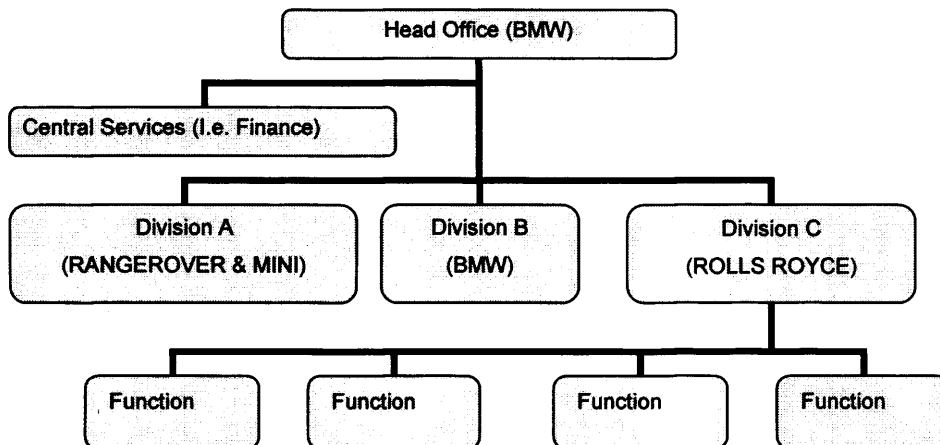 Head Office (BMW)
Central Services (I.e. Finance)
Division A
(RANGEROVER & MINI)
Division B
(BMW)
Division C
(ROLLS ROYCE)
Function
Function
Function
Function